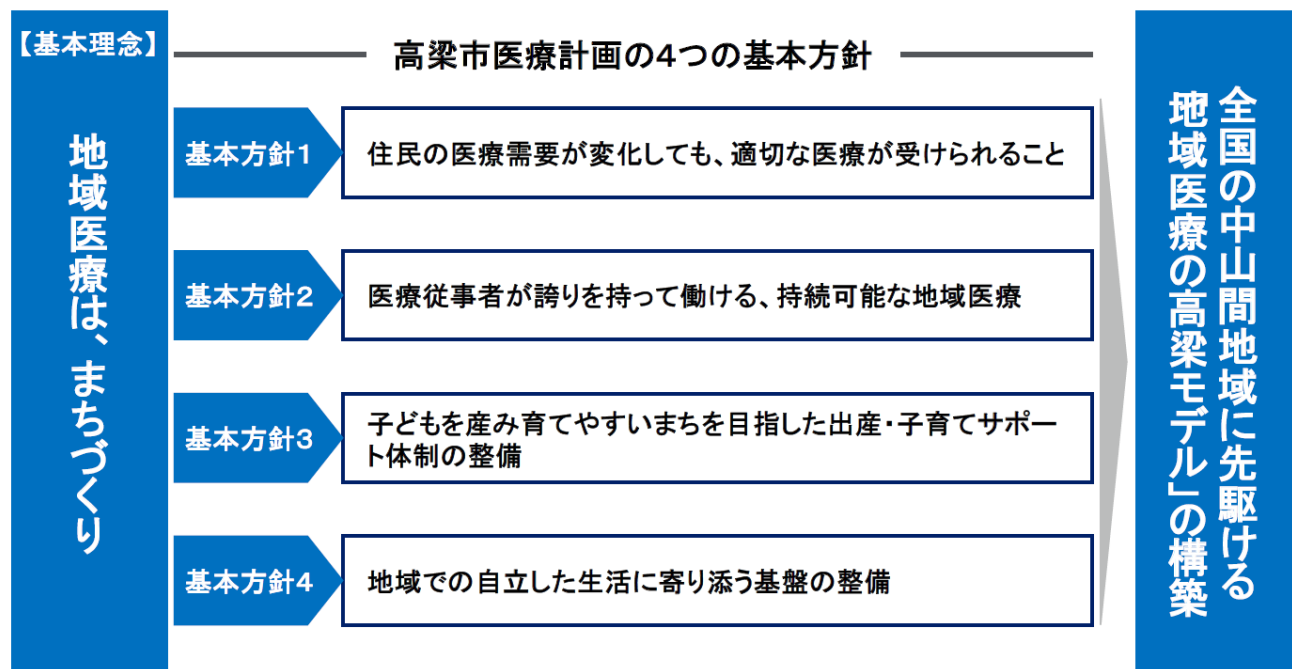 【基本理念】
地域医療は、まちづくり
高梁市医療計画の4つの基本方針
基本方針1
住民の医療需要が変化しても、適切な医療が受けられること
基本方針2
医療従事者が誇りを持って働ける、持続可能な地域医療
基本方針3
子どもを産み育てやすいまちを目指した出産・子育てサポー
ト体制の整備
基本方針4
地域での自立した生活に寄り添う基盤の整備
全国の中山間地域に先駆ける
地域医療の高梁モデル」の構築